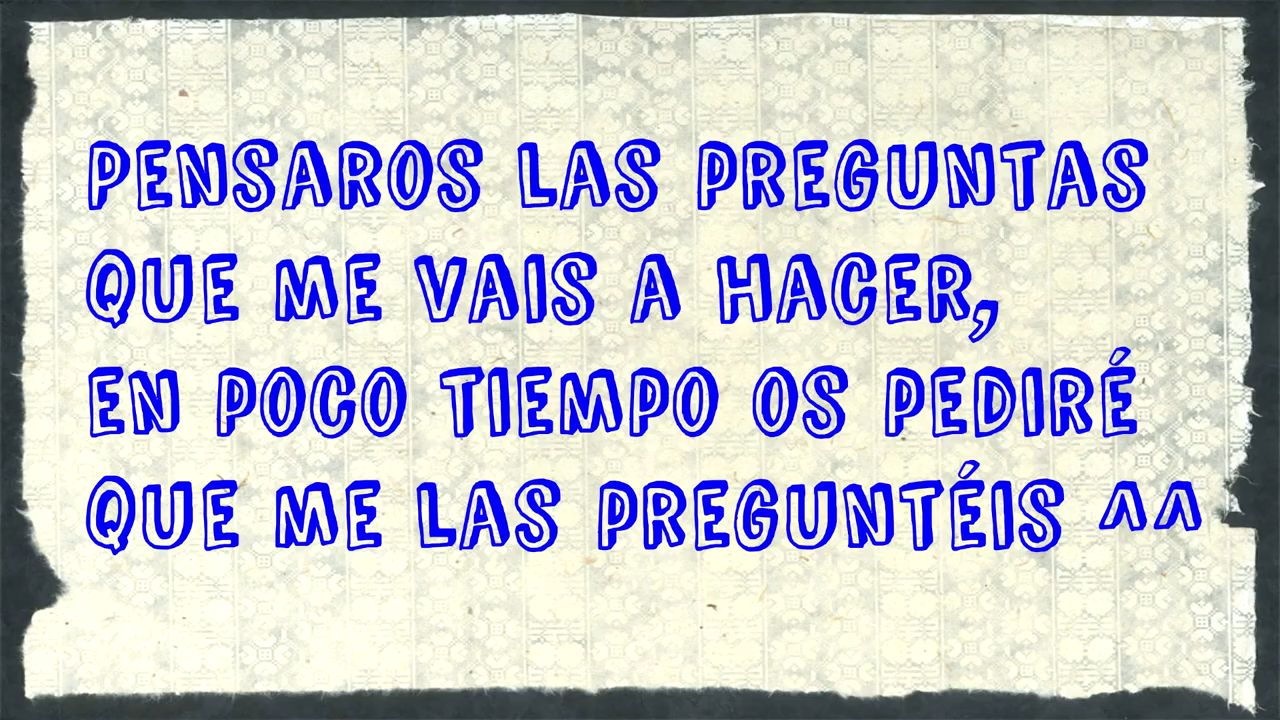 PENSAROS LAS PREGUNTAS
QUE ME VAIS A HACER,
EN POCO TIEMPO OS PEDIRÉ
QUE ME LAS PREGUNTÉIS ^^